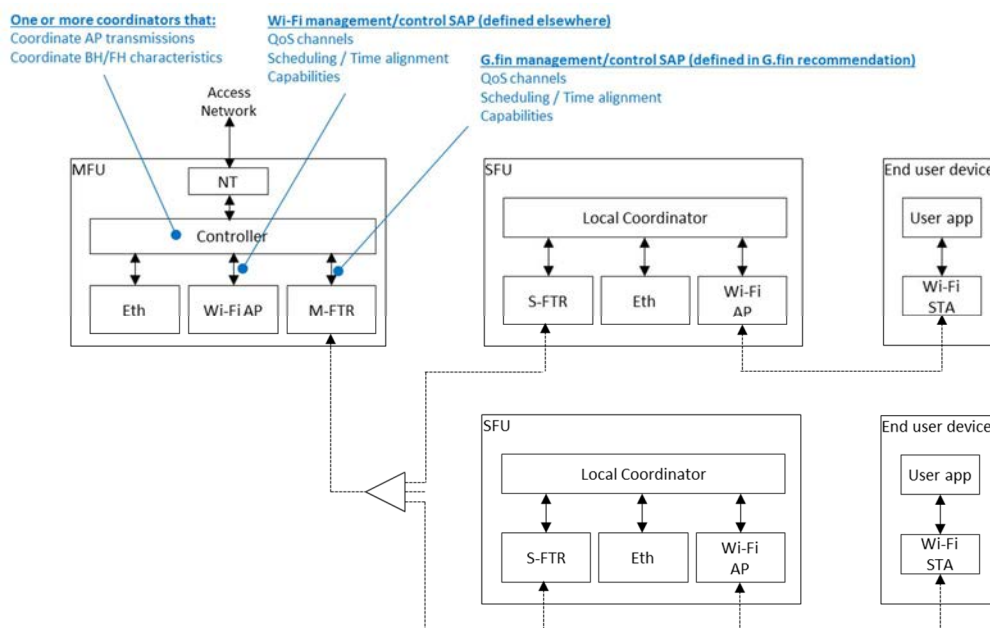 One or more coordinators that:
Coordinate AP transmissions
Coordinate BH/FH characteristics
Wi-Fi management/control SAP (defined elsewhere)
QoS channels
Scheduling / Time alignment
Capabilities
G.fin management/control SAP (defined in G.fin recommendation)
QoS channels
Scheduling / Time alignment
Capabilities
Access
Network
MFU
NT
Controller
Eth
Wi-Fi AP
M-FTR
SFU
Local Coordinator
S-FTR
Eth
Wi-Fi
AP
End user device
User app
Wi-Fi
STA
SFU
Local Coordinator
S-FTR
Eth
Wi-Fi
AP
End user device
User app
Wi-Fi
STA